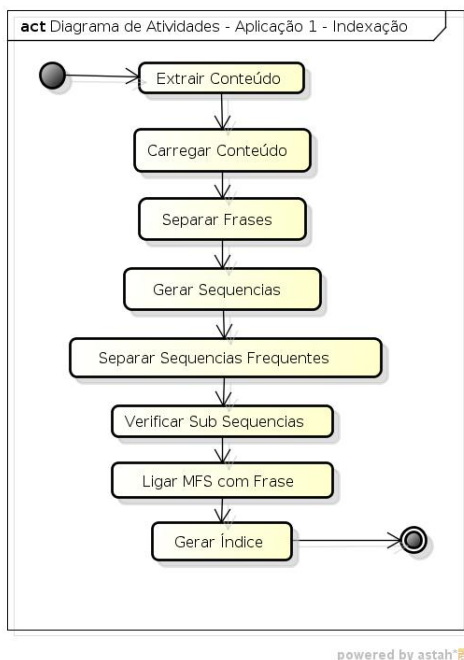 act Diagrama de Atividades - Aplicação 1 - Indexação
Extrair Conteúdo
Carregar Conteúdo
Separar Frases
Gerar Sequencias
Separar Sequencias Frequentes
Verificar Sub Sequencias
Ligar MFS com Frase
Gerar Índice
powered by astah*